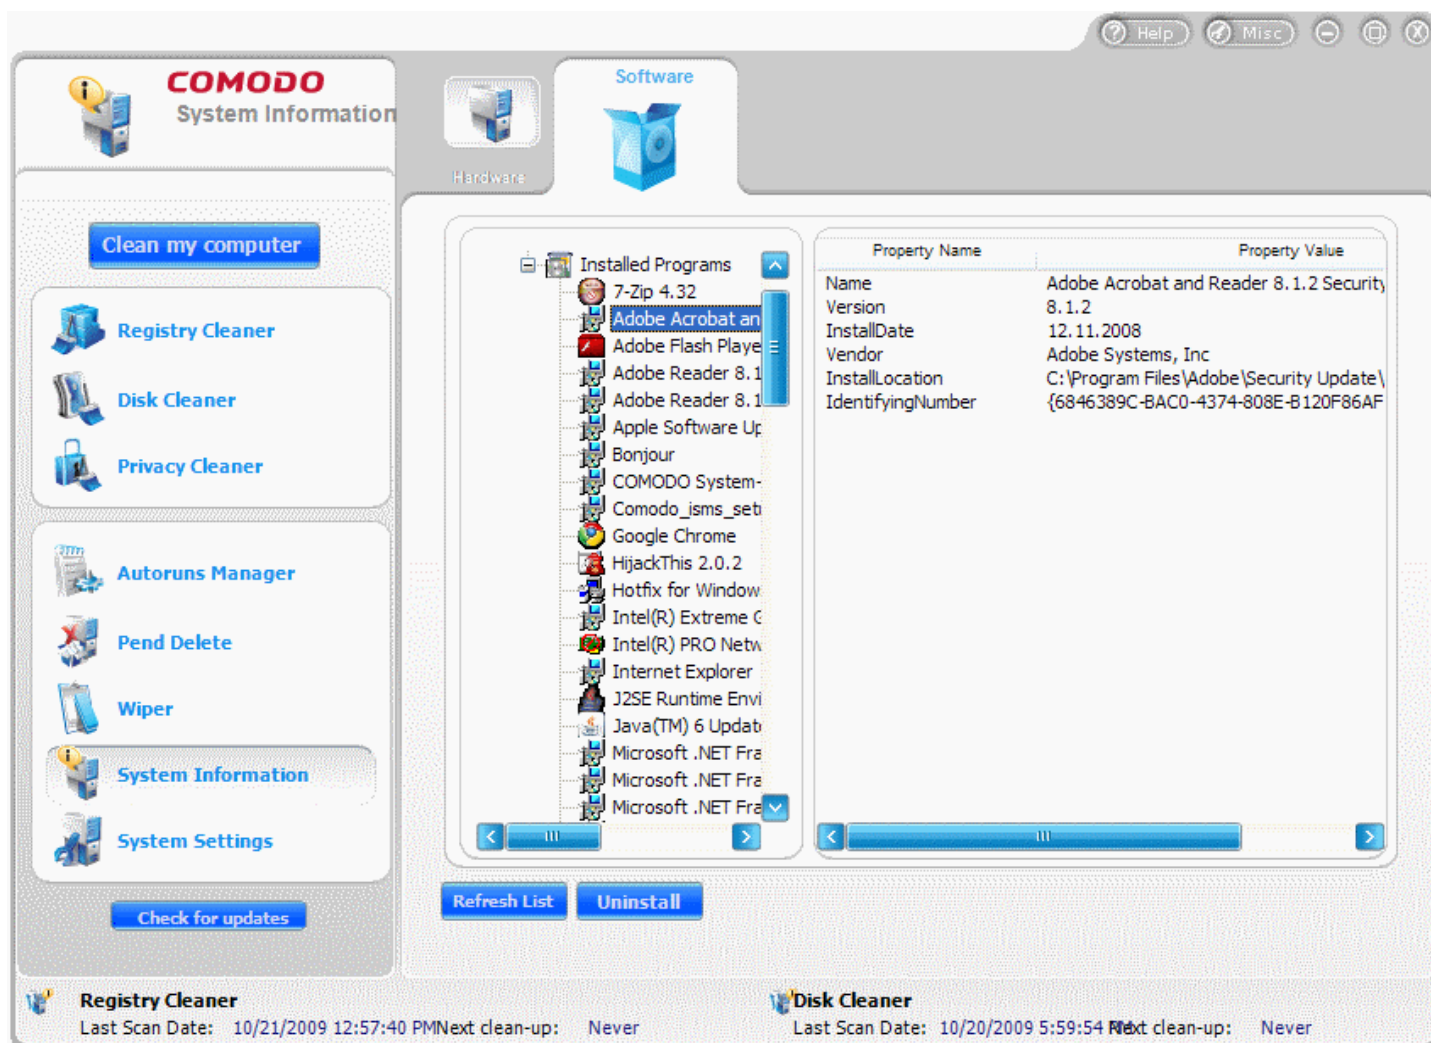 Help Misc
COMODO
System Information
Software
Hardware
Clean my computer
Registry Cleaner
Disk Cleaner
Privacy Cleaner
Autoruns Manager
Pend Delete
Wiper
System Information
System Settings
Check for updates
Installed Programs
7-Zip 4.32
Adobe Acrobat an
Adobe Flash Playe
Adobe Reader 8.1
Adobe Reader 8.1
Apple Software Up
Bonjour
COMODO System-
Comodo_isms_set
Google Chrome
HijackThis 2.0.2
Hotfix for Window
Intel(R) Extreme G
Intel(R) PRO Netw
Internet Explorer
J2SE Runtime Envi
Java(TM) 6 Updat
Microsoft .NET Fra
Microsoft .NET Fra
Microsoft .NET Fra
Property Name Property Value
Name Adobe Acrobat and Reader 8.1.2 Security
Version 8.1.2
InstallDate 12.11.2008
Vendor Adobe Systems, Inc
InstallLocation C:\Program Files\Adobe\Security Update\
IdentifyingNumber {6846389C-BAC0-4374-808E-B120F86AF
Refresh List Uninstall
Registry Cleaner
Last Scan Date: 10/21/2009 12:57:40 PM Next clean-up: Never
Disk Cleaner
Last Scan Date: 10/20/2009 5:59:54 PM Next clean-up: Never